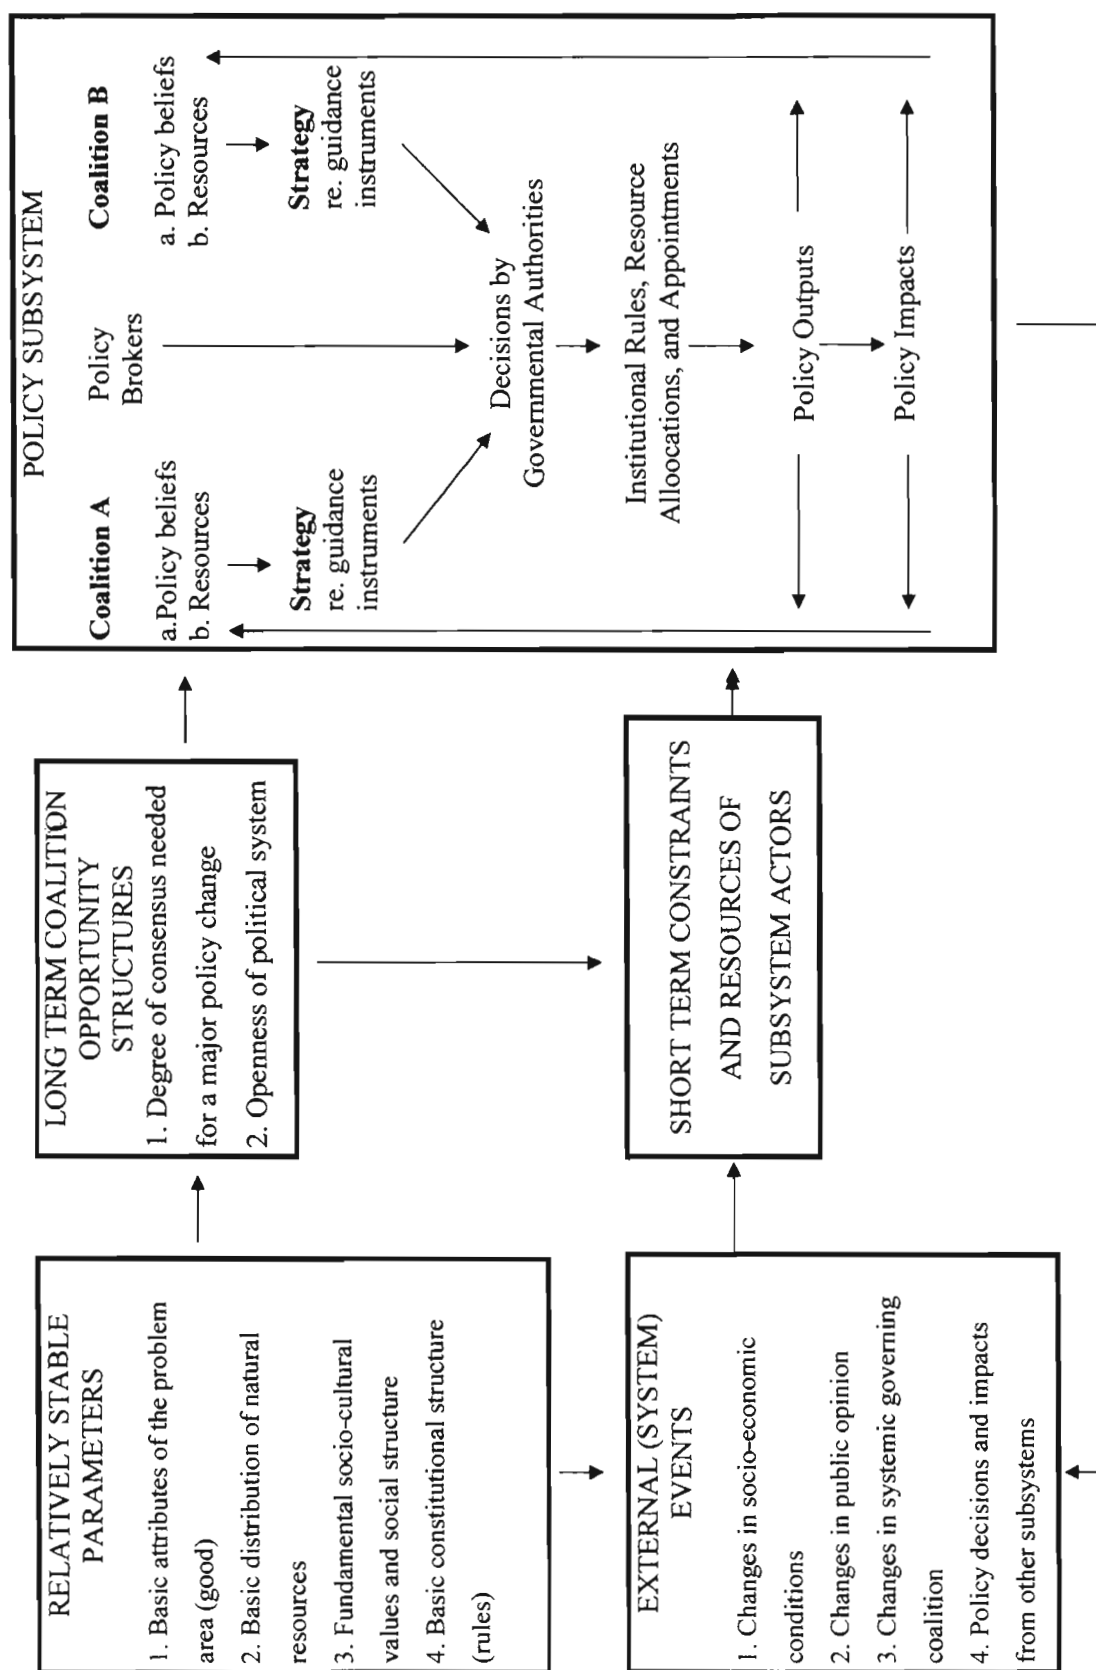 RELATIVELY STABLE
PARAMETERS
1. Basic attributes of the problem
area (good)
2. Basic distribution of natural
resources
3. Fundamental socio-cultural
values and social structure
4. Basic constitutional structure
(rules)
EXTERNAL (SYSTEM)
EVENTS
1. Changes in socio-economic
conditions
2. Changes in public opinion
3. Changes in systemic governing
coalition
4. Policy decisions and impacts
from other subsystems
LONG TERM COALITION
OPPORTUNITY
STRUCTURES
1. Degree of consensus needed
for a major policy change
2. Openness of political system
SHORT TERM CONSTRAINTS
AND RESOURCES OF
SUBSYSTEM ACTORS
POLICY SUBSYSTEM
Coalition A
a.Policy beliefs
b. Resources
Strategy
re. guidance
instruments
Policy
Brokers
Coalition B
a. Policy beliefs
b. Resources
Strategy
re. guidance
instruments
Decisions by
Governmental Authorities
Institutional Rules, Resource
Alloocations, and Appointments
Policy Outputs
Policy Impacts